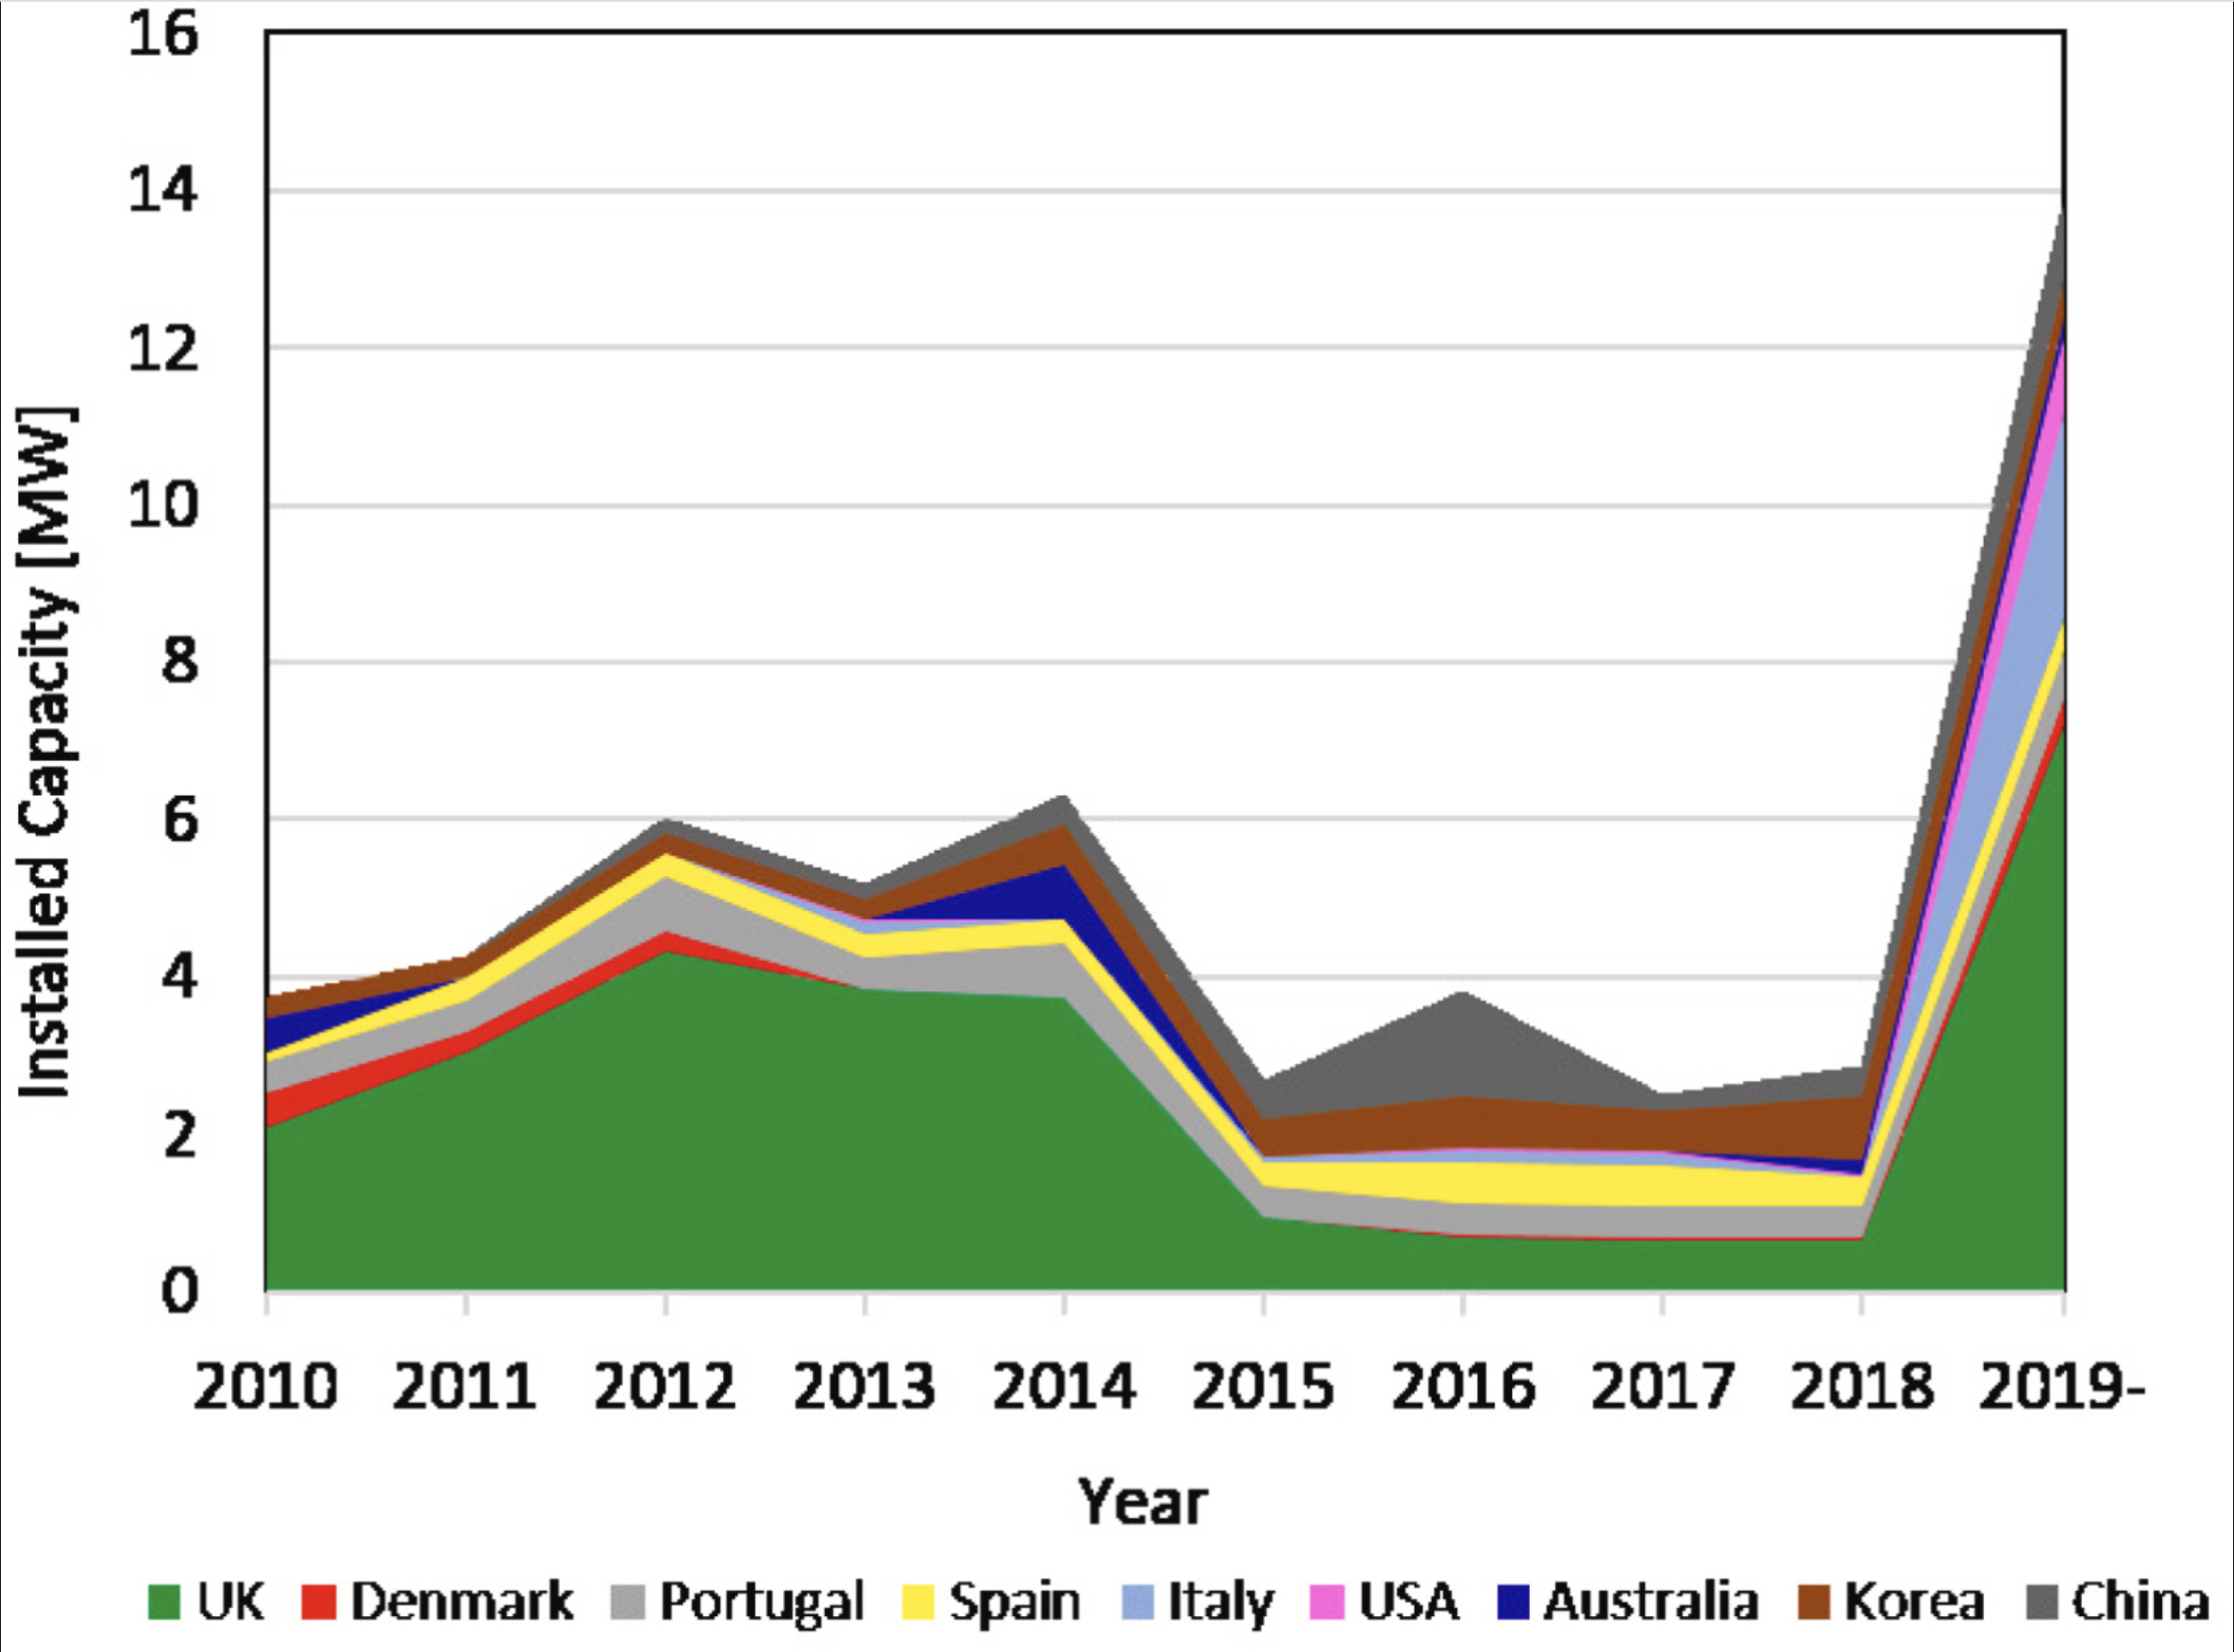 16
14
12
10
8
6
4
2
0
Installed Capacity [MW]
2010 2011 2012 2013 2014 2015 2016 2017 2018 2019-
Year
UK Denmark Portugal Spain Italy USA Australia Korea China